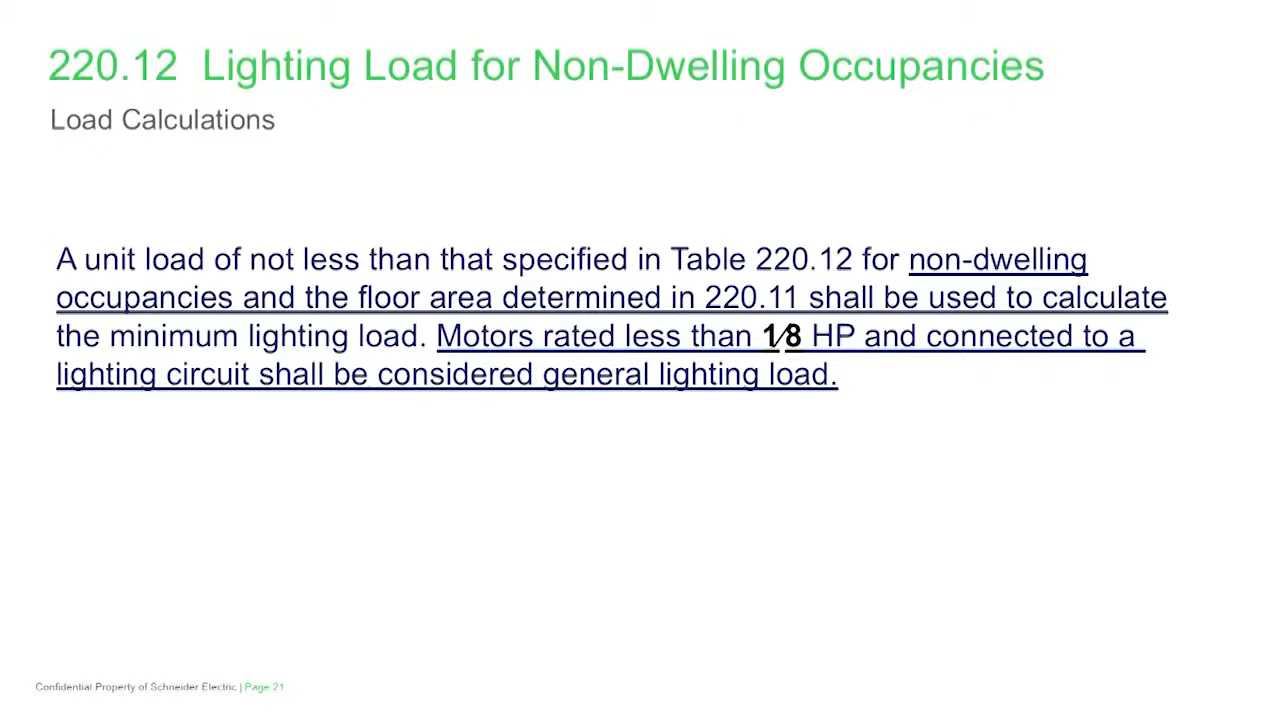 220.12 Lighting Load for Non-Dwelling Occupancies
Load Calculations
A unit load of not less than that specified in Table 220.12 for non-dwelling
occupancies and the floor area determined in 220.11 shall be used to calculate
the minimum lighting load. Motors rated less than 1⁄8 HP and connected to a
lighting circuit shall be considered general lighting load.
Confidential Property of Schneider Electric | Page 21